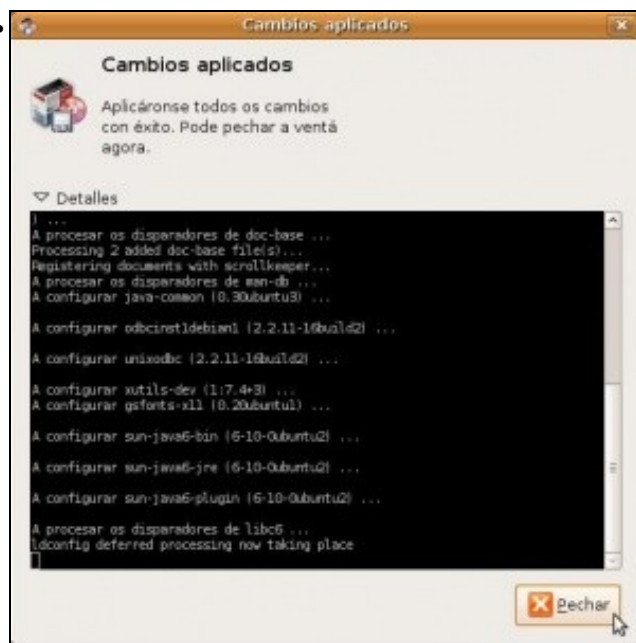 Cambios aplicados
Cambios aplicados
Aplicáronse todos os cambios
con éxito. Pode pechar a ventá
agora.
Detalles
) ...
A procesar os disparadores de doc-base ...
Processing 2 added doc-base file(s)...
Registering documents with scrollkeeper...
A procesar os disparadores de man-db ...
A configurar java-common (0.30ubuntu3) ...
A configurar odbcinst1debian1 (2.2.11-16build2) ...
A configurar unixodbc (2.2.11-16build2) ...
A configurar xutils-dev (1:7.4+3) ...
A configurar gsfonts-x11 (0.20ubuntu1) ...
A configurar sun-java6-bin (6-10-0ubuntu2) ...
A configurar sun-java6-jre (6-10-0ubuntu2) ...
A configurar sun-java6-plugin (6-10-0ubuntu2) ...
A procesar os disparadores de libc6 ...
ldconfig deferred processing now taking place
Pechar